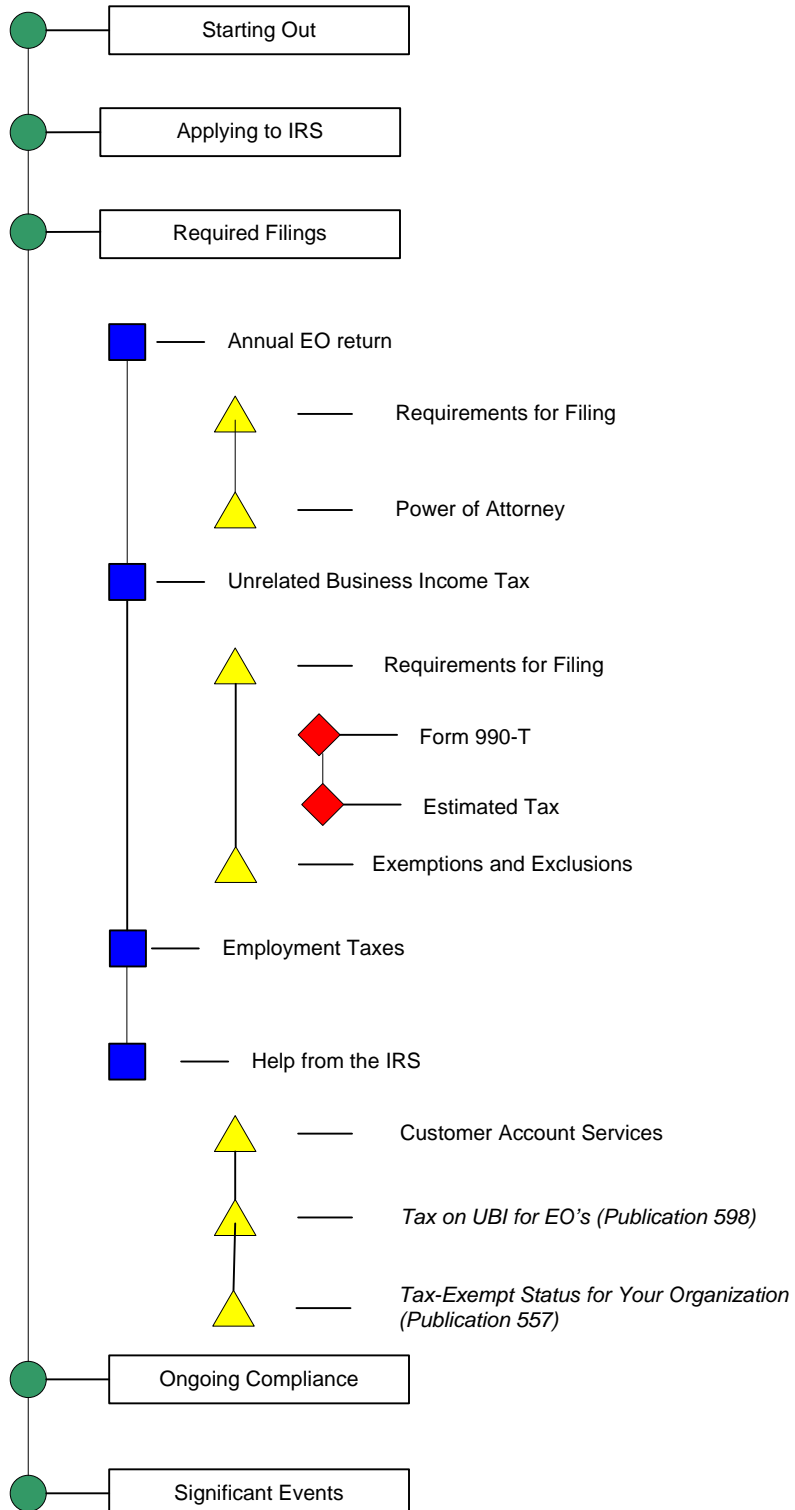 Starting Out
Applying to IRS
Required Filings
Annual EO return
Requirements for Filing
Power of Attorney
Unrelated Business Income Tax
Requirements for Filing
Form 990-T
Estimated Tax
Exemptions and Exclusions
Employment Taxes
Help from the IRS
Customer Account Services
Tax on UBI for EO's (Publication 598)
Tax-Exempt Status for Your Organization
(Publication 557)
Ongoing Compliance
Significant Events